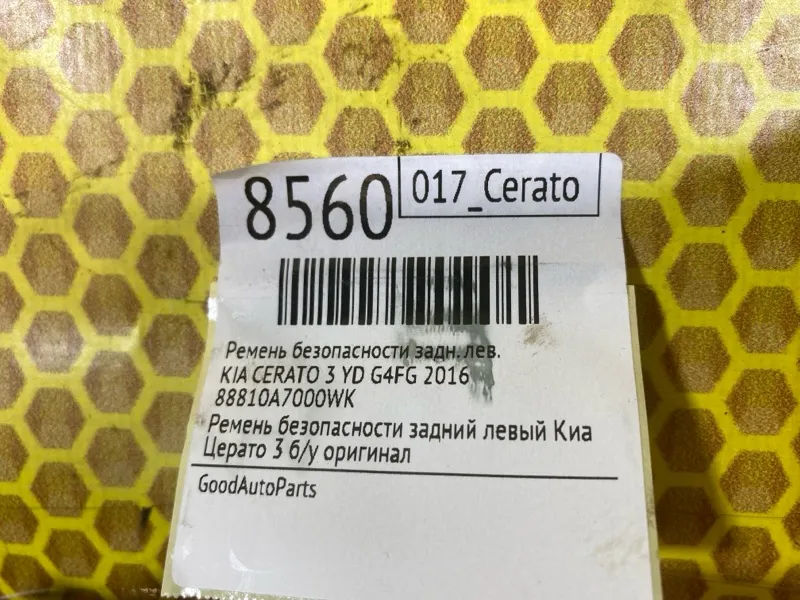 8560
017_Cerato
Ремень безопасности задн. лев.
KIA CERATO 3 YD G4FG 2016
88810A7000WK
Ремень безопасности задний левый Киа
Церато 3 б/у оригинал
GoodAutoParts